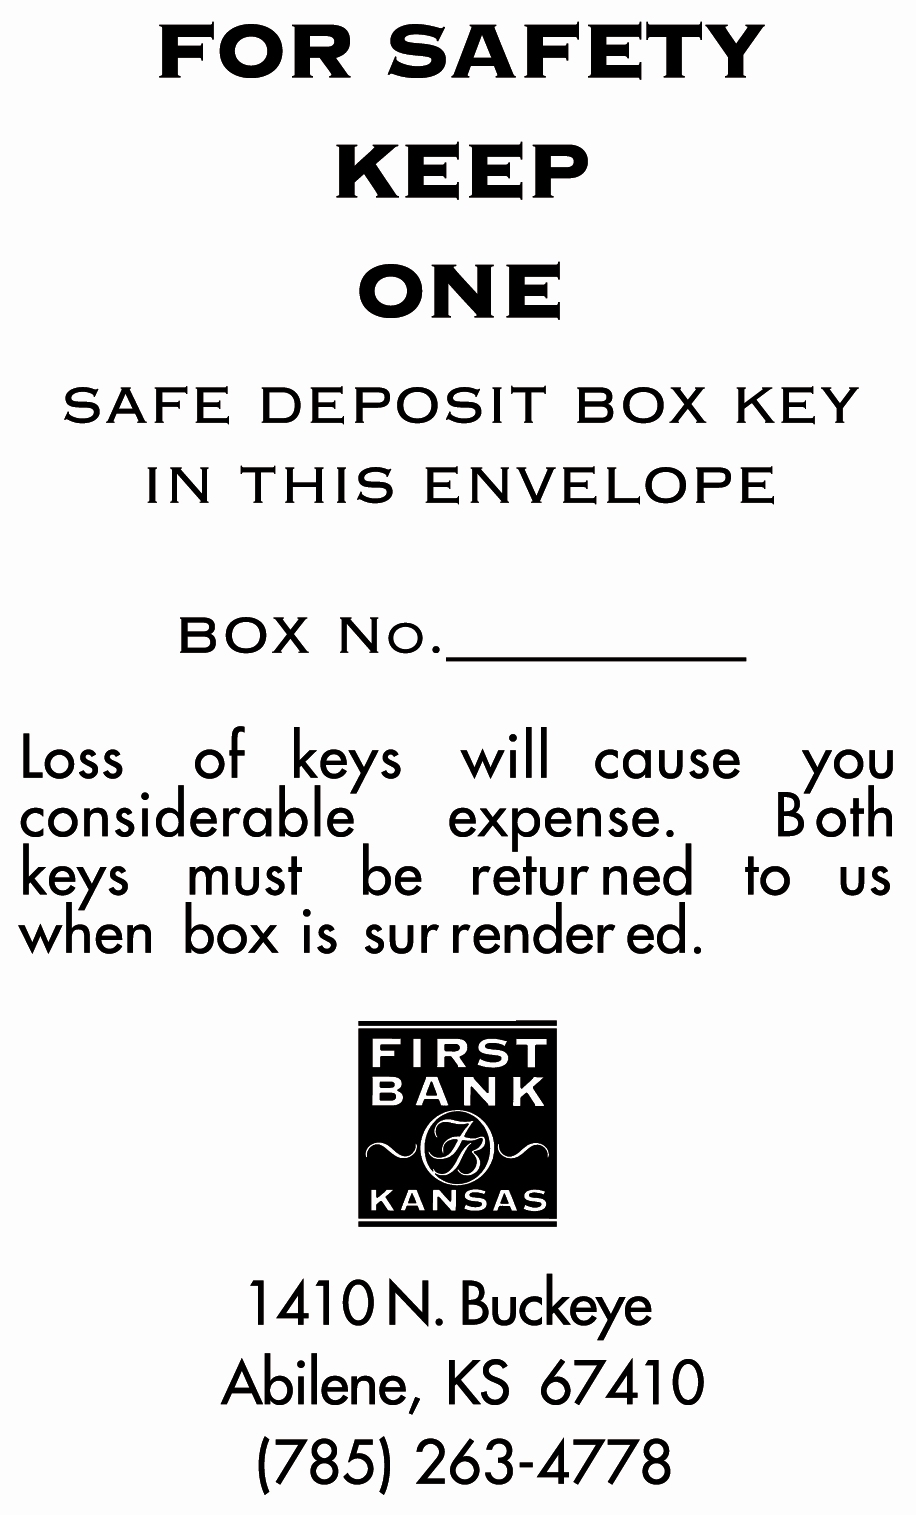 FOR SAFETY
KEEP
ONE
SAFE DEPOSIT BOX KEY
IN THIS ENVELOPE
BOX No.__________
Loss of keys will cause you
considerable expense. Both
keys must be returned to us
when box is surrendered.
FIRST
BANK
FB
KANSAS
1410 N. Buckeye
Abilene, KS 67410
(785) 263-4778